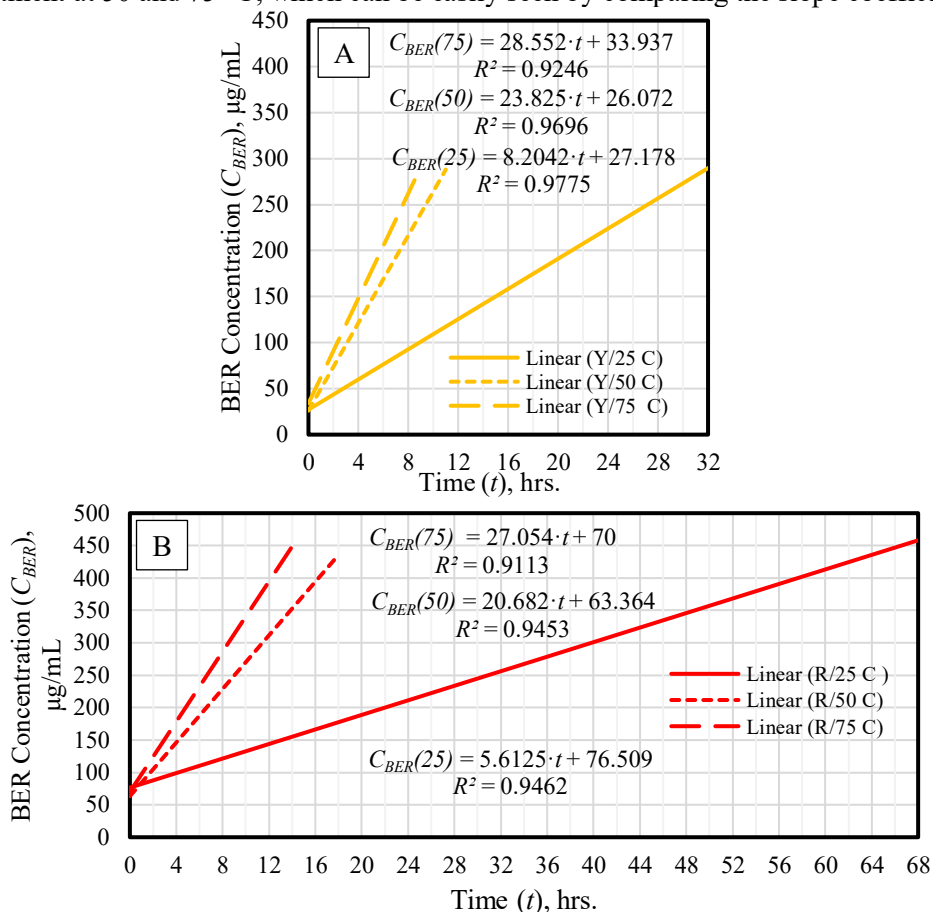 A
C_BER(75) = 28.552·t + 33.937
R² = 0.9246
C_BER(50) = 23.825·t + 26.072
R² = 0.9696
C_BER(25) = 8.2042·t + 27.178
R² = 0.9775
BER Concentration (C_BER), µg/mL
450
400
350
300
250
200
150
100
50
0
Linear (Y/25 C)
Linear (Y/50 C)
Linear (Y/75 C)
0 4 8 12 16 20 24 28 32
Time (t), hrs.
B
C_BER(75) = 27.054·t + 70
R² = 0.9113
C_BER(50) = 20.682·t + 63.364
R² = 0.9453
BER Concentration (C_BER),
µg/mL
500
450
400
350
300
250
200
150
100
50
0
Linear (R/25 C )
Linear (R/50 C)
Linear (R/75 C)
C_BER(25) = 5.6125·t + 76.509
R² = 0.9462
0 4 8 12 16 20 24 28 32 36 40 44 48 52 56 60 64 68
Time (t), hrs.